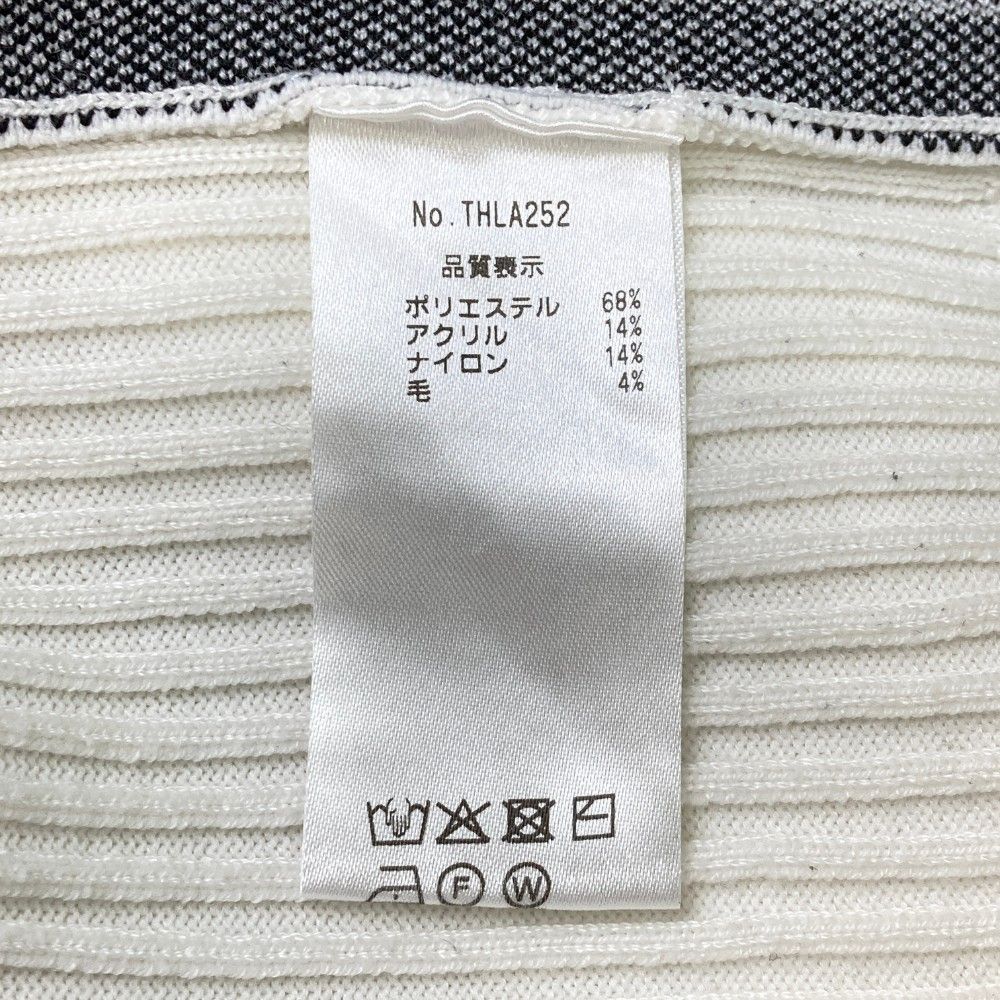 No.THLA252
品質表示
ポリエステル 68%
アクリル 14%
ナイロン 14%
毛 4%
F W